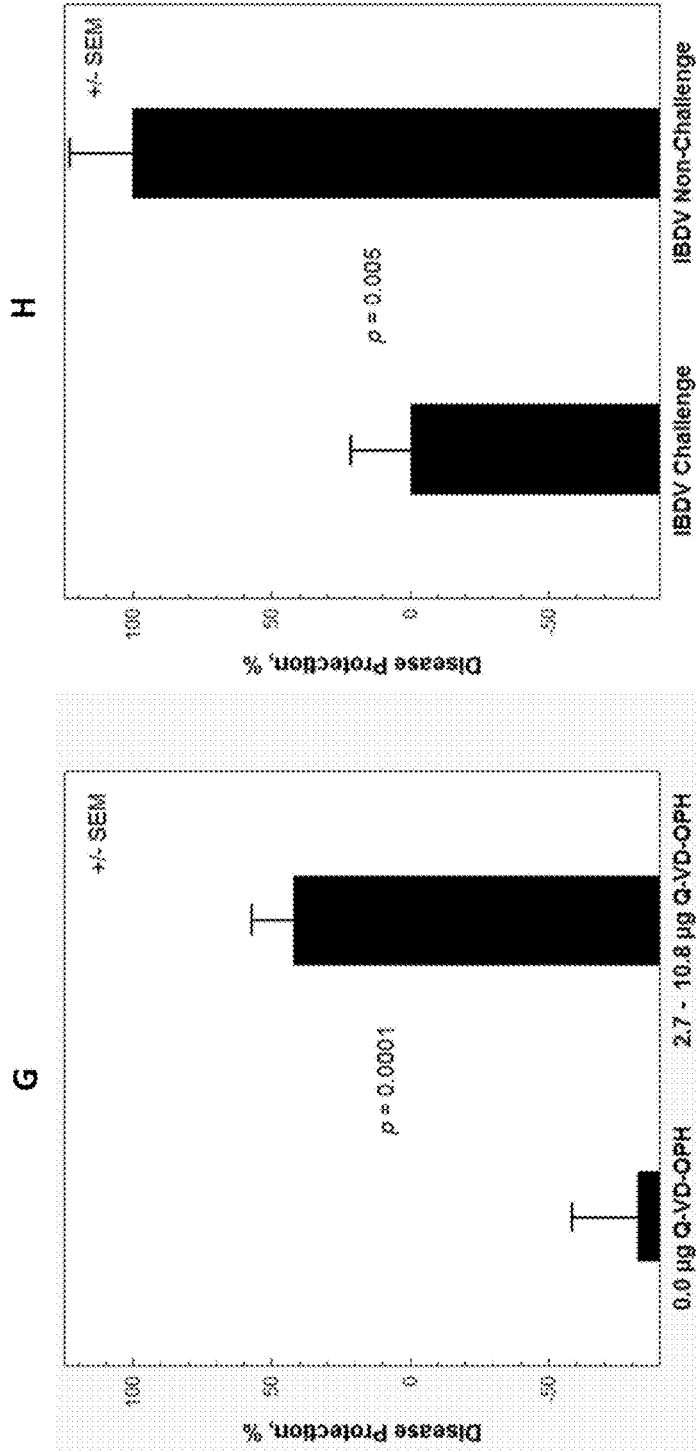 G
+/- SEM
p = 0.0001
100
50
0
-50
Disease Protection, %
0.0 µg Q-VD-OPH
2.7 - 10.8 µg Q-VD-OPH
H
+/- SEM
p = 0.005
100
50
0
-50
Disease Protection, %
IBDV Challenge
IBDV Non-Challenge